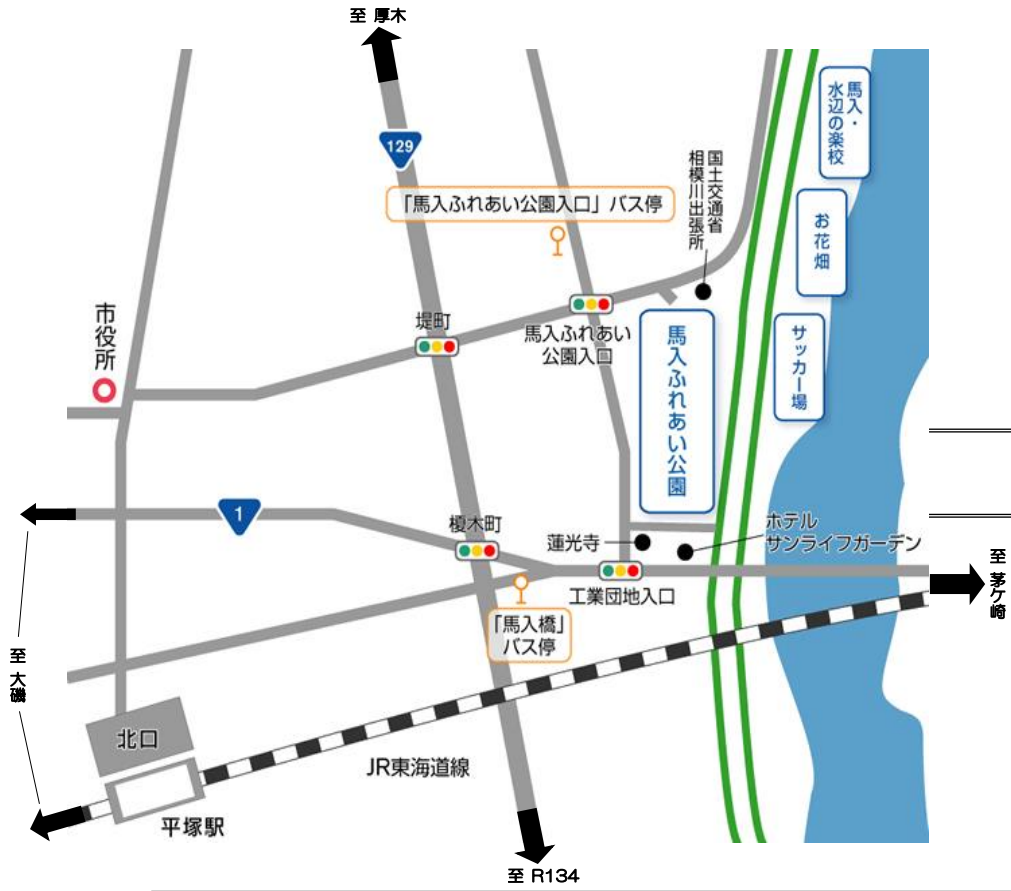 至 厚木
129
「馬入ふれあい公園入口」バス停
国土交通省
相模川出張所
馬入・
水辺の楽校
お花畑
サッカー場
市役所
堤町
馬入ふれあい
公園入口
馬入ふれあい公園
1
榎木町
蓮光寺
ホテル
サンライフガーデン
工業団地入口
至 茅ケ崎
「馬入橋」
バス停
至 大磯
北口
JR東海道線
平塚駅
至 R134